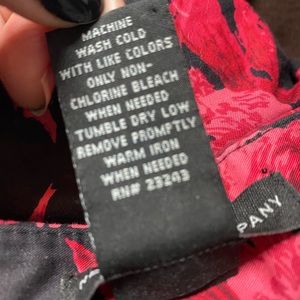 MACHINE
WASH COLD
WITH LIKE COLORS
ONLY NON-
CHLORINE BLEACH
WHEN NEEDED
TUMBLE DRY LOW
REMOVE PROMPTLY
WARM IRON
WHEN NEEDED
RN# 23243
PANY